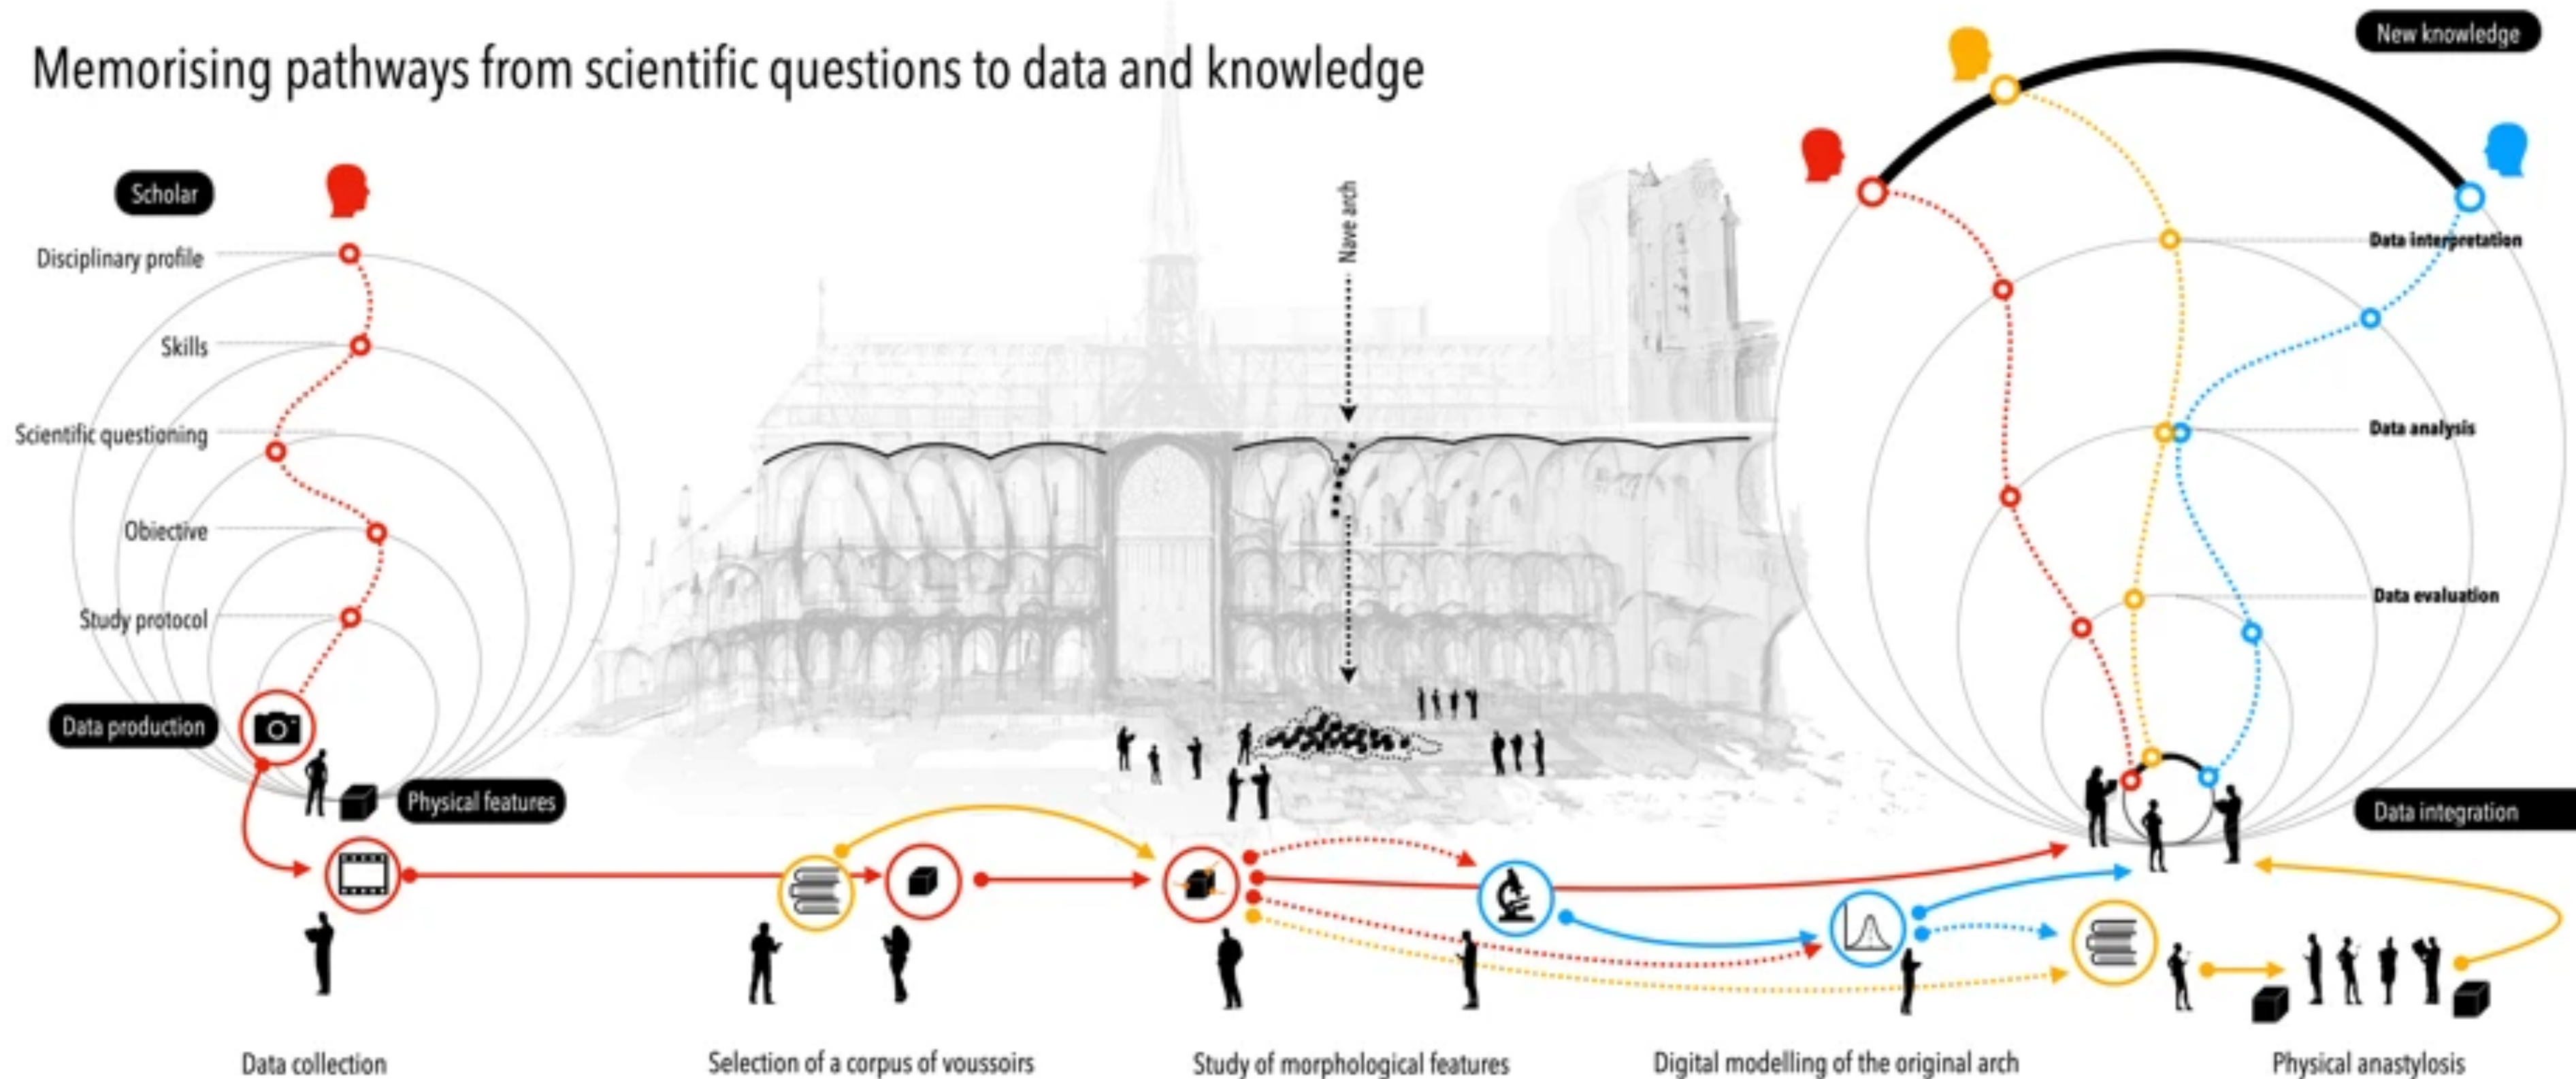 Memorising pathways from scientific questions to data and knowledge
New knowledge
Scholar
Nave arch
Disciplinary profile
Data interpretation
Skills
Scientific questioning
Data analysis
Objective
Data evaluation
Study protocol
Data production
Physical features
Data integration
Data collection
Selection of a corpus of voussoirs
Study of morphological features
Digital modelling of the original arch
Physical anastylosis